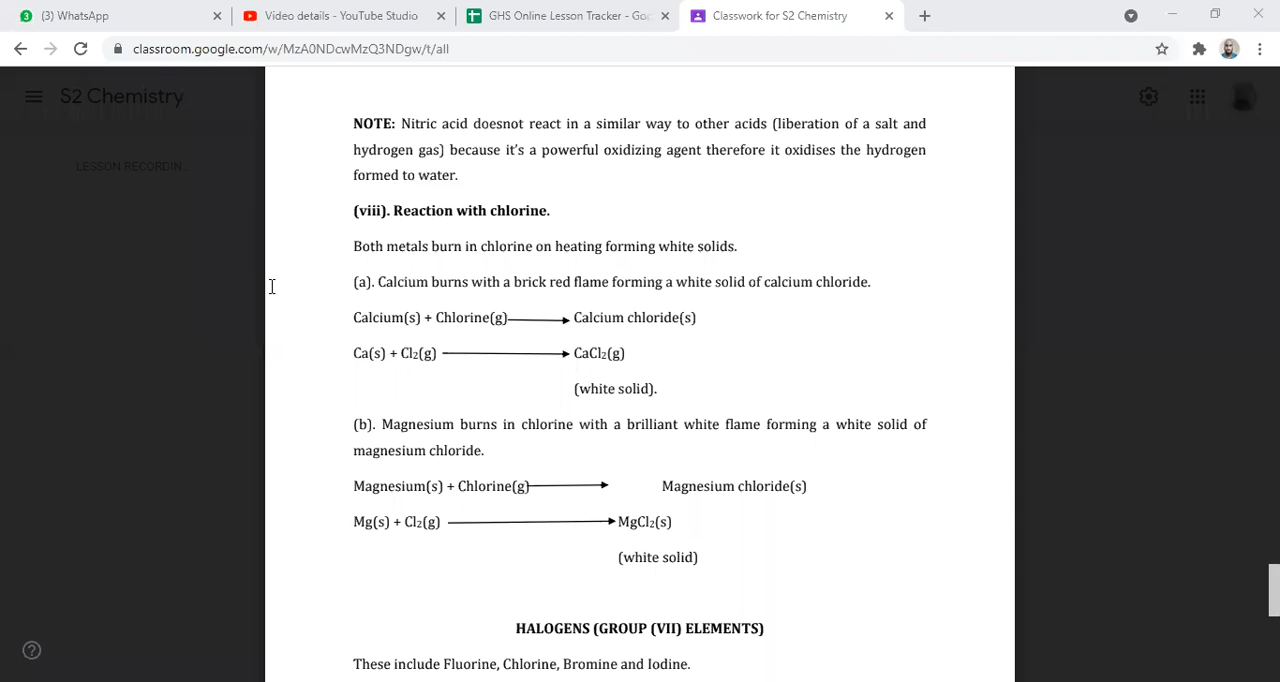 (3) WhatsApp
Video details - YouTube Studio
GHS Online Lesson Tracker - Goo
Classwork for S2 Chemistry
classroom.google.com/w/MzA0NDcwMzQ3NDgw/t/all
S2 Chemistry
LESSON RECORDIN...
NOTE: Nitric acid doesnot react in a similar way to other acids (liberation of a salt and
hydrogen gas) because it's a powerful oxidizing agent therefore it oxidises the hydrogen
formed to water.
(viii). Reaction with chlorine.
Both metals burn in chlorine on heating forming white solids.
(a). Calcium burns with a brick red flame forming a white solid of calcium chloride.
Calcium(s) + Chlorine(g) → Calcium chloride(s)
Ca(s) + Cl₂(g) → CaCl₂(g)
(white solid).
(b). Magnesium burns in chlorine with a brilliant white flame forming a white solid of
magnesium chloride.
Magnesium(s) + Chlorine(g) → Magnesium chloride(s)
Mg(s) + Cl₂(g) → MgCl₂(s)
(white solid)
HALOGENS (GROUP (VII) ELEMENTS)
These include Fluorine, Chlorine, Bromine and Iodine.